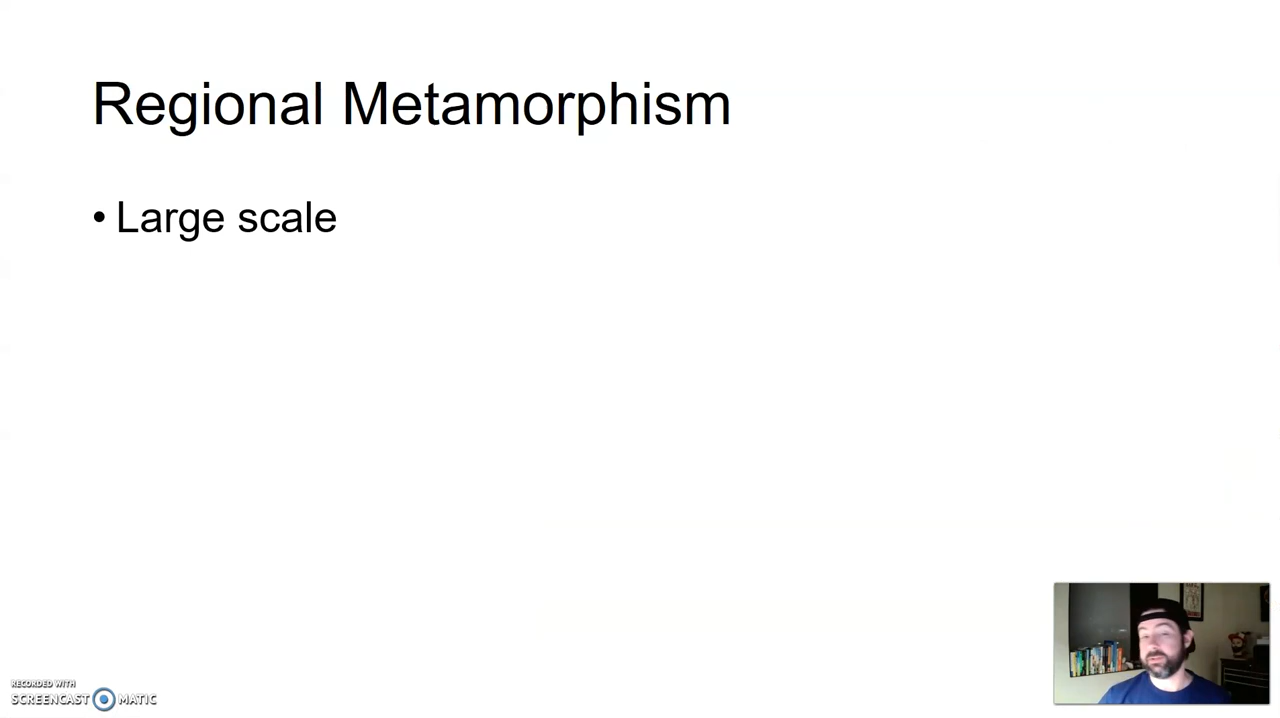 Regional Metamorphism
• Large scale
RECORDED WITH
SCREENCAST MATIC